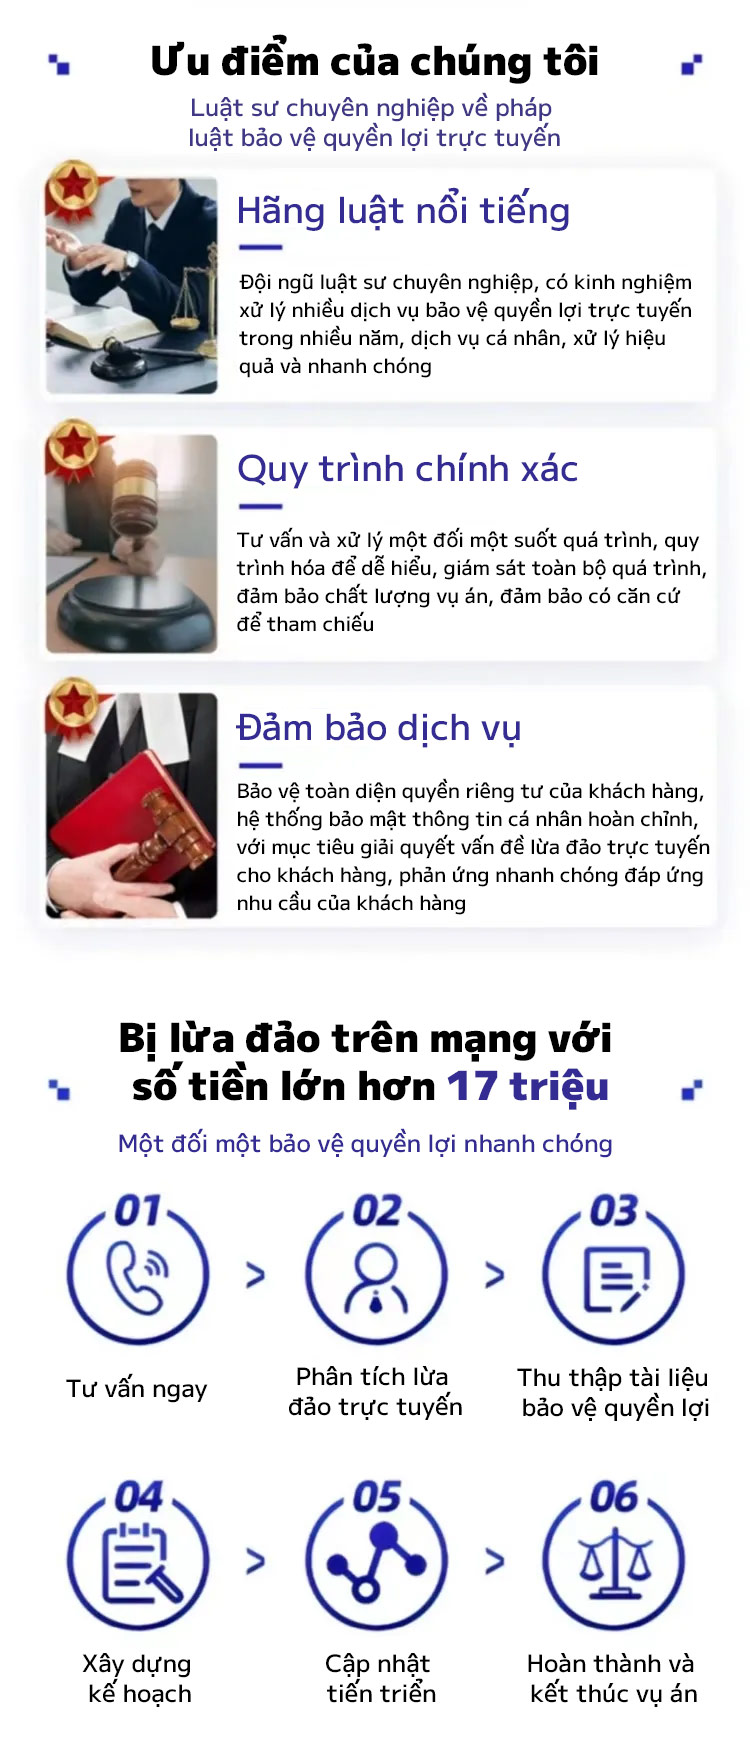 Ưu điểm của chúng tôi
Luật sư chuyên nghiệp về pháp
luật bảo vệ quyền lợi trực tuyến
Hãng luật nổi tiếng
Đội ngũ luật sư chuyên nghiệp, có kinh nghiệm
xử lý nhiều dịch vụ bảo vệ quyền lợi trực tuyến
trong nhiều năm, dịch vụ cá nhân, xử lý hiệu
quả và nhanh chóng
Quy trình chính xác
Tư vấn và xử lý một đối một suốt quá trình, quy
trình hóa để dễ hiểu, giám sát toàn bộ quá trình,
đảm bảo chất lượng vụ án, đảm bảo có căn cứ
để tham chiếu
Đảm bảo dịch vụ
Bảo vệ toàn diện quyền riêng tư của khách hàng,
hệ thống bảo mật thông tin cá nhân hoàn chỉnh,
với mục tiêu giải quyết vấn đề lừa đảo trực tuyến
cho khách hàng, phản ứng nhanh chóng đáp ứng
nhu cầu của khách hàng
Bị lừa đảo trên mạng với
số tiền lớn hơn 17 triệu
Một đối một bảo vệ quyền lợi nhanh chóng
01
>
02
>
03
Tư vấn ngay
Phân tích lừa
đảo trực tuyến
Thu thập tài liệu
bảo vệ quyền lợi
04
>
05
>
06
Xây dựng
kế hoạch
Cập nhật
tiến triển
Hoàn thành và
kết thúc vụ án